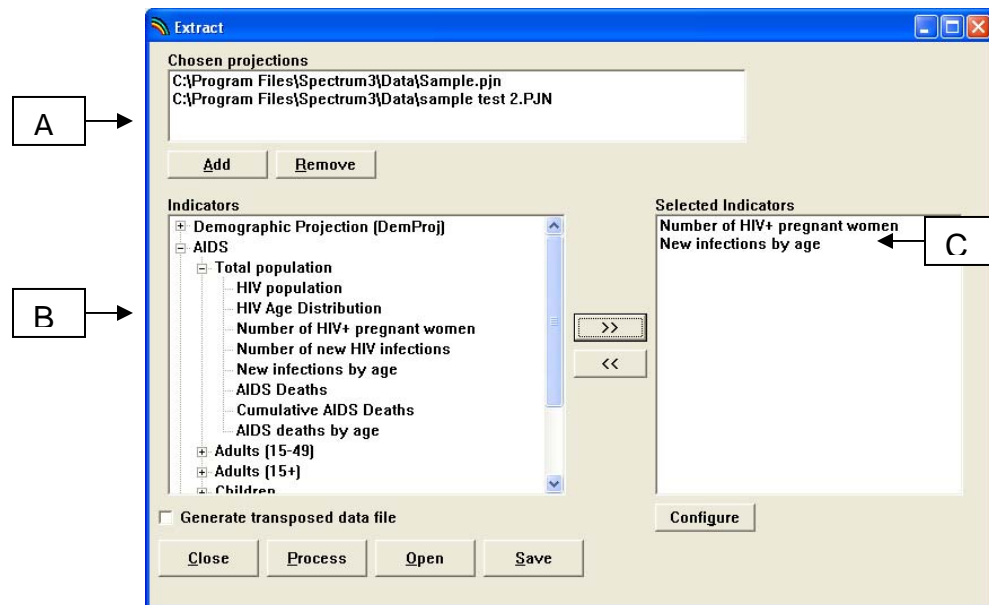 Extract
Chosen projections
C:\Program Files\Spectrum3\Data\Sample.pjn
C:\Program Files\Spectrum3\Data\sample test 2.PJN
A
Add
Remove
Indicators
Demographic Projection (DemProj)
AIDS
Total population
HIV population
HIV Age Distribution
Number of HIV+ pregnant women
Number of new HIV infections
New infections by age
AIDS Deaths
Cumulative AIDS Deaths
AIDS deaths by age
Adults (15-49)
Adults (15+)
Children
B
>>
<<
Selected Indicators
Number of HIV+ pregnant women
New infections by age
C
Generate transposed data file
Configure
Close
Process
Open
Save